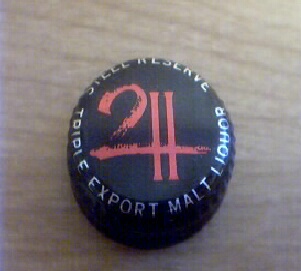 STEEL RESERVE
211
TRIPLE EXPORT MALT LIQUOR